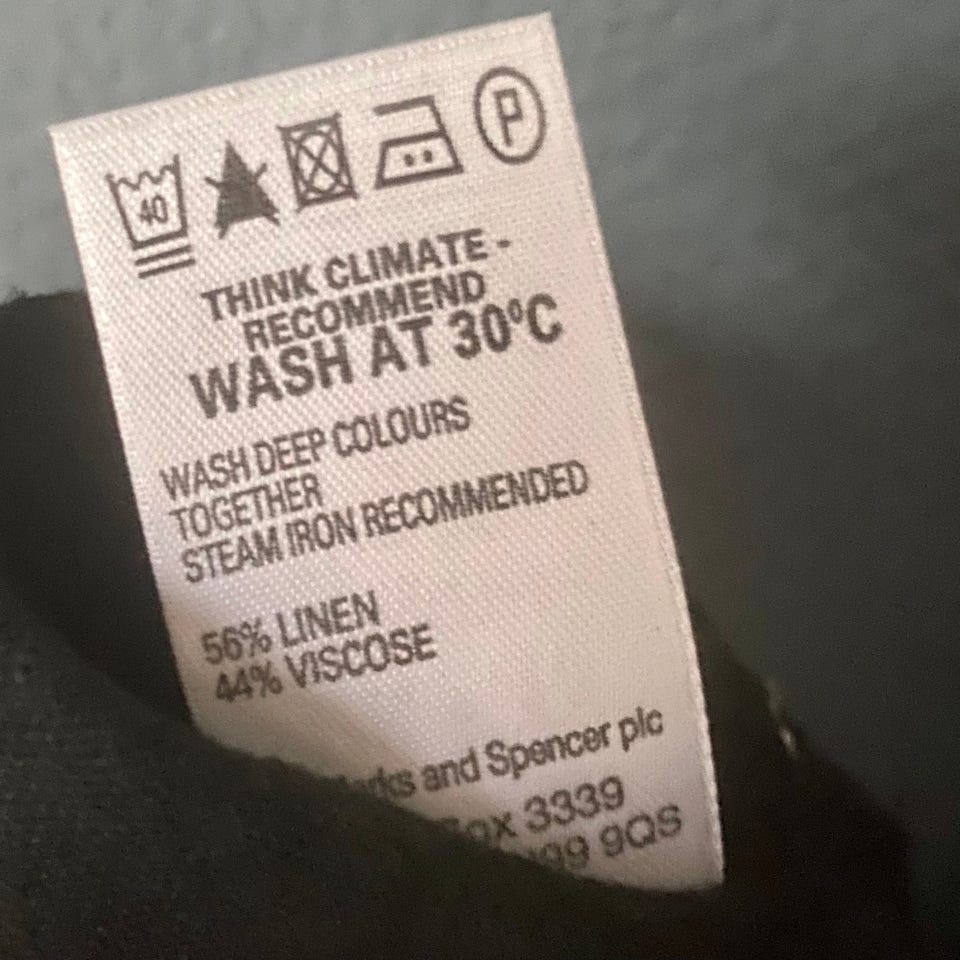 40
P
THINK CLIMATE -
RECOMMEND
WASH AT 30°C
WASH DEEP COLOURS
TOGETHER
STEAM IRON RECOMMENDED
56% LINEN
44% VISCOSE
and Spencer plc
3339
9QS